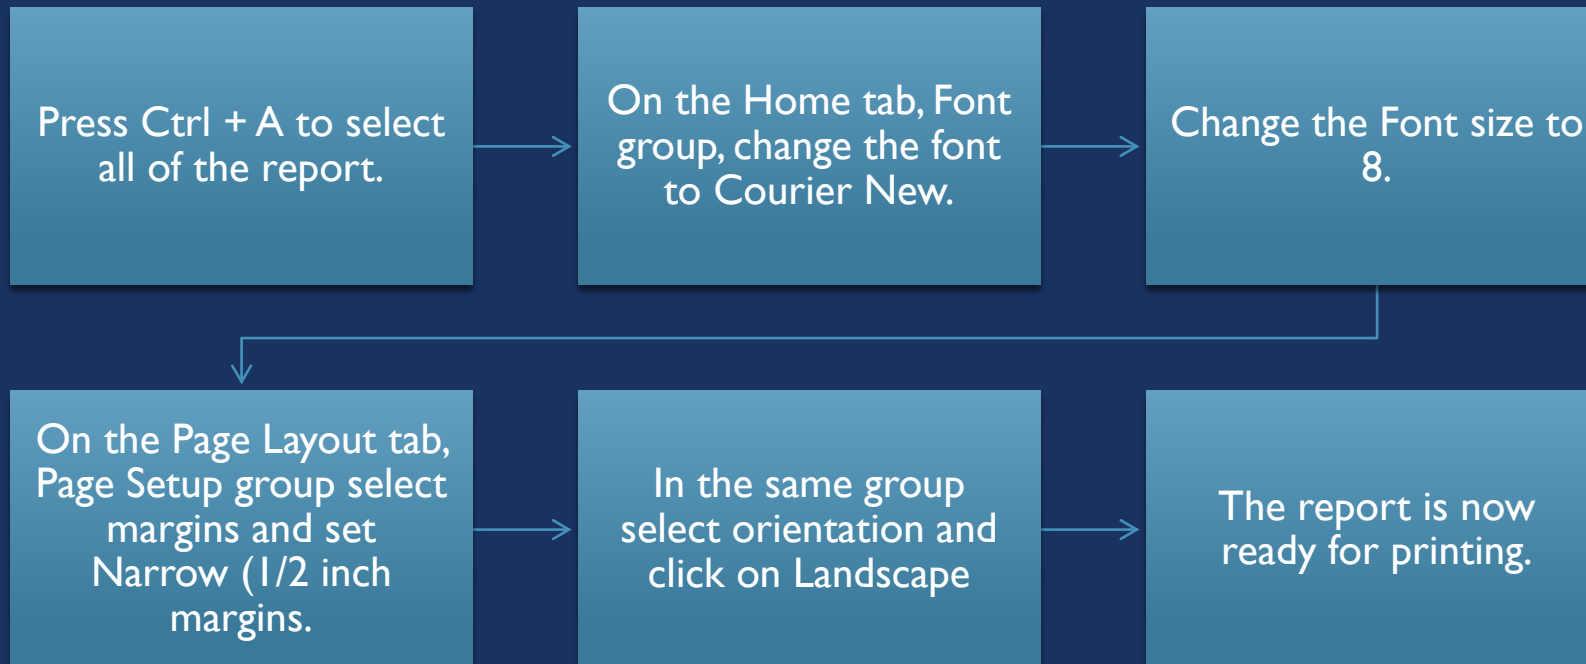 Press Ctrl + A to select
all of the report.
On the Home tab, Font
group, change the font
to Courier New.
Change the Font size to
8.
On the Page Layout tab,
Page Setup group select
margins and set
Narrow (1/2 inch
margins.
In the same group
select orientation and
click on Landscape
The report is now
ready for printing.